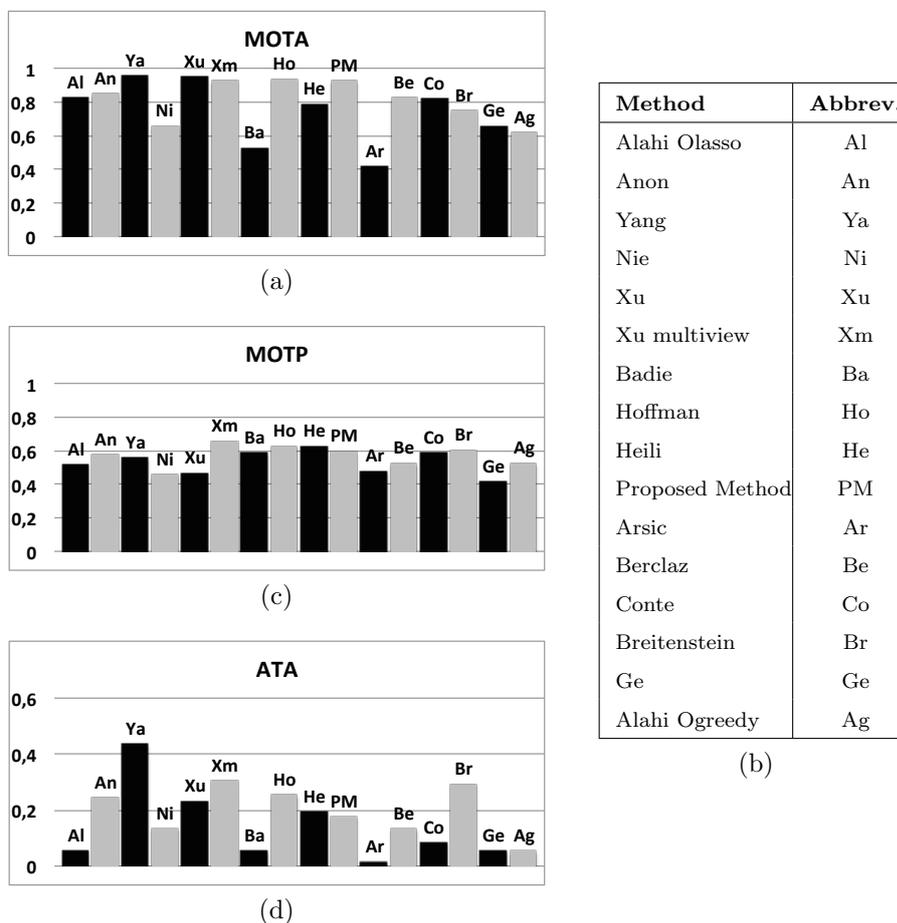 MOTA
1
0,8
0,6
0,4
0,2
0
Al An Ya Ni Xu Xm Ba Ho He PM Ar Be Co Br Ge Ag
(a)
MOTP
1
0,8
0,6
0,4
0,2
0
Al An Ya Ni Xu Xm Ba Ho He PM Ar Be Co Br Ge Ag
(c)
ATA
0,6
0,4
0,2
0
Al An Ya Ni Xu Xm Ba Ho He PM Ar Be Co Br Ge Ag
(d)
Method Abbrev.
Alahi Olasso Al
Anon An
Yang Ya
Nie Ni
Xu Xu
Xu multiview Xm
Badie Ba
Hoffman Ho
Heili He
Proposed Method PM
Arsic Ar
Berclaz Be
Conte Co
Breitenstein Br
Ge Ge
Alahi Ogreedy Ag
(b)